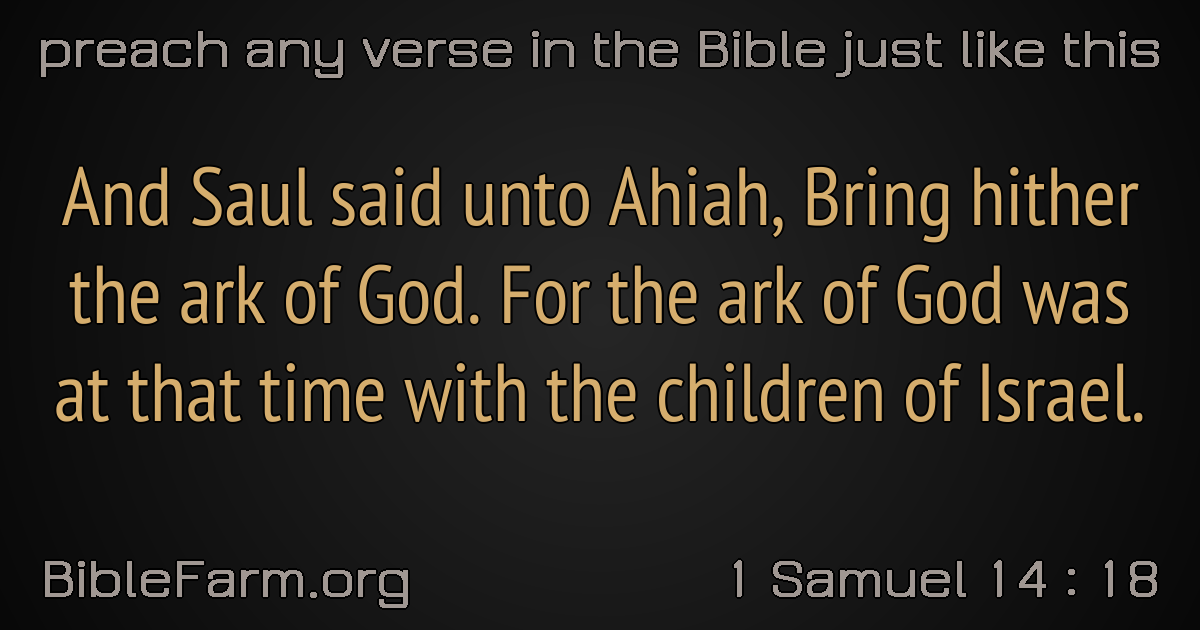 preach any verse in the Bible just like this
And Saul said unto Ahiah, Bring hither
the ark of God. For the ark of God was
at that time with the children of Israel.
BibleFarm.org
1 Samuel 14 : 18